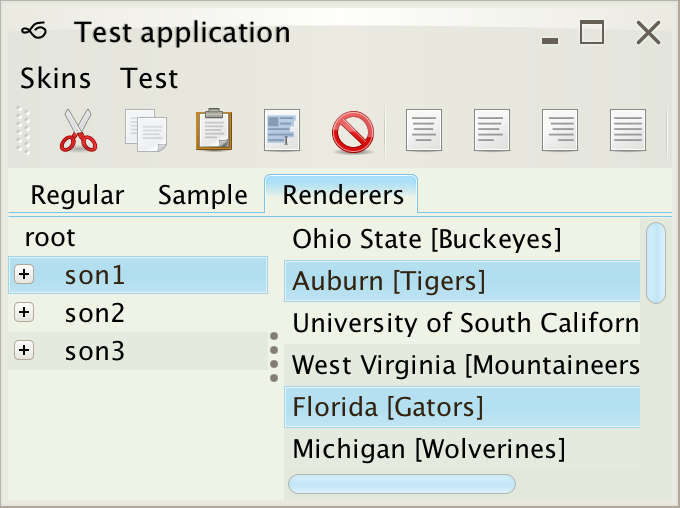 Test application
Skins Test
Regular Sample Renderers
root
son1
son2
son3
Ohio State [Buckeyes]
Auburn [Tigers]
University of South Californ
West Virginia [Mountaineers
Florida [Gators]
Michigan [Wolverines]